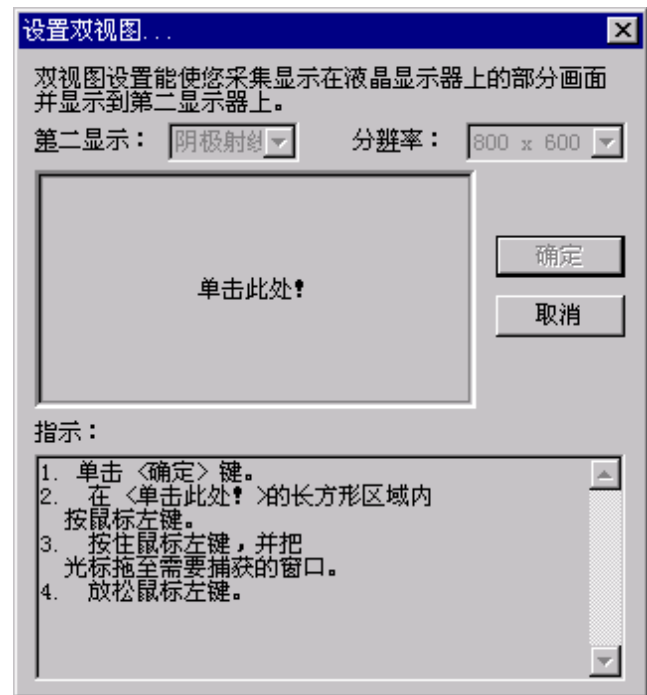 设置双视图...
双视图设置能使您采集显示在液晶显示器上的部分画面
并显示到第二显示器上。
第二显示： 阴极射线 分辨率： 800 x 600
单击此处!
确定
取消
指示：
1. 单击 <确定> 键。
2. 在 <单击此处! >的长方形区域内
按鼠标左键。
3. 按住鼠标左键，并把
光标拖至需要捕获的窗口。
4. 放松鼠标左键。